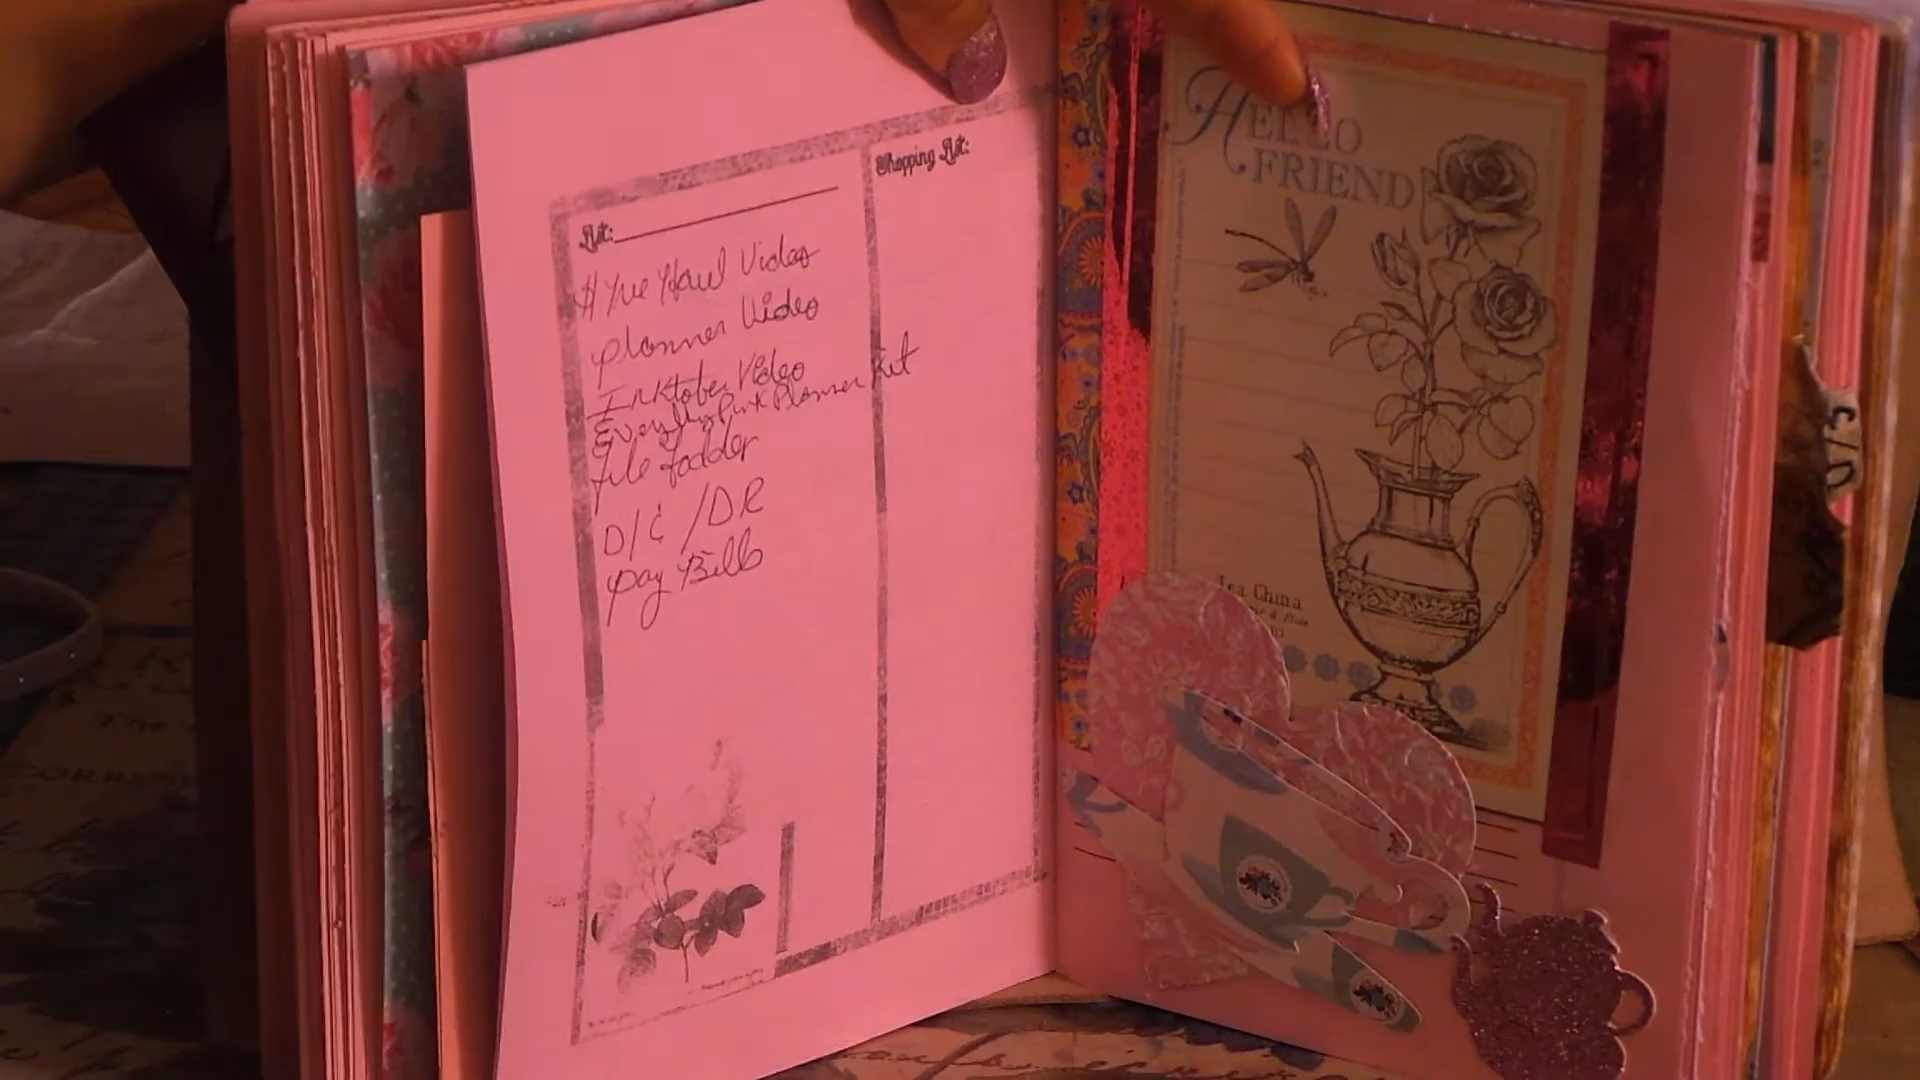 List:
Shopping List:
# Tree Haul Video
planner Video
Inktober Video
Everything Pink Planner Kit
file fodder
D/C /DR
Pay Bills
HELLO
FRIEND
Tea China